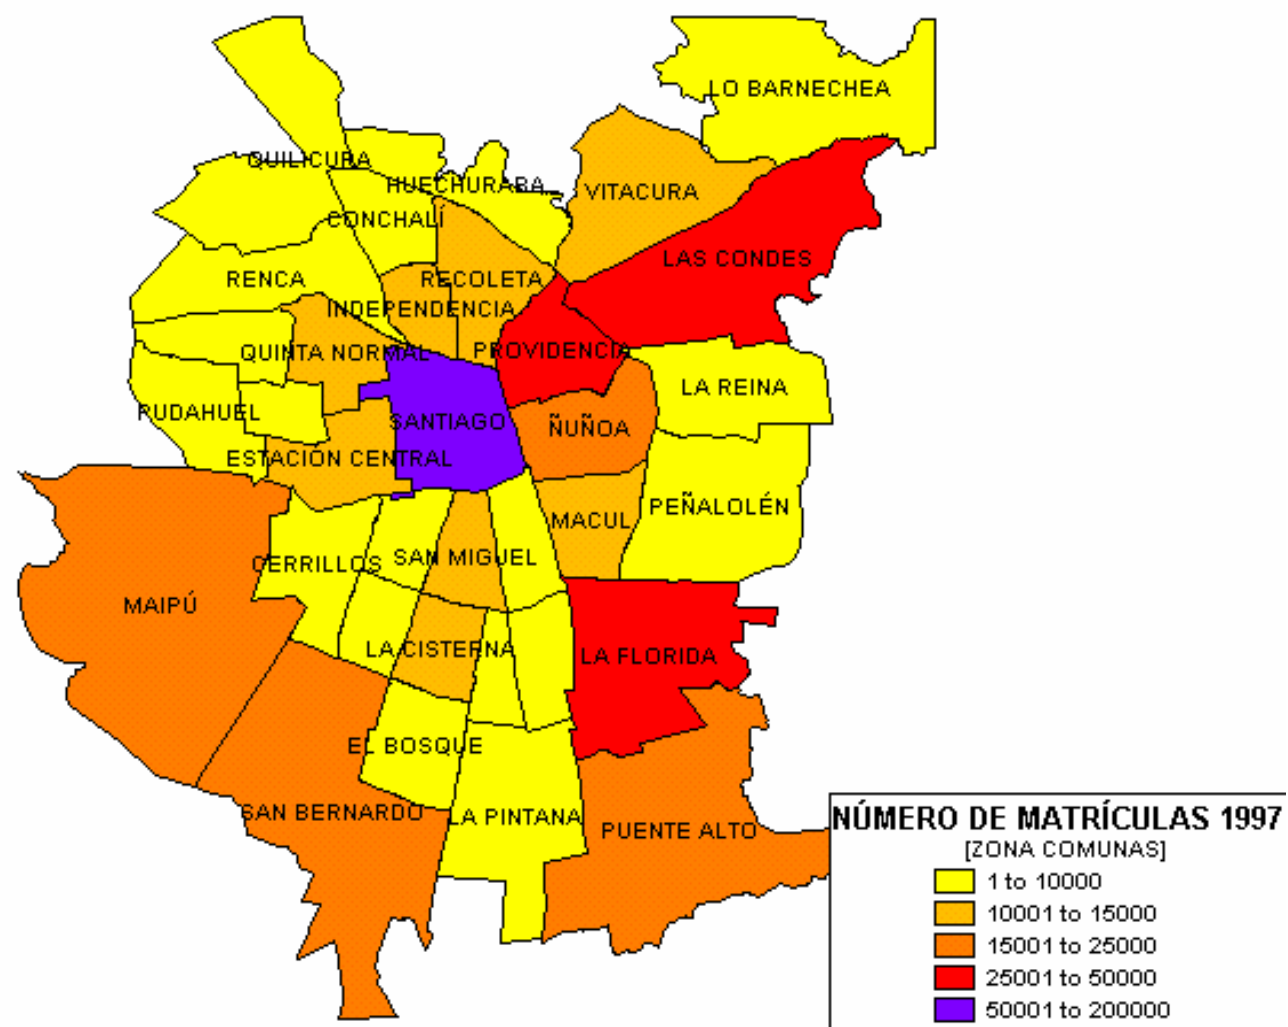 LO BARNECHEA
QUILICURA
HUECHURABA
VITACURA
CONCHALÍ
LAS CONDES
RENCA
RECOLETA
INDEPENDENCIA
QUINTA NORMAL
PROVIDENCIA
LA REINA
PUDAHUEL
SANTIAGO
ÑUÑOA
ESTACIÓN CENTRAL
PEÑALOLÉN
MACUL
CERRILLOS
SAN MIGUEL
MAIPÚ
LA CISTERNA
LA FLORIDA
EL BOSQUE
SAN BERNARDO
LA PINTANA
PUENTE ALTO
NÚMERO DE MATRÍCULAS 1997
[ZONA COMUNAS]
1 to 10000
10001 to 15000
15001 to 25000
25001 to 50000
50001 to 200000